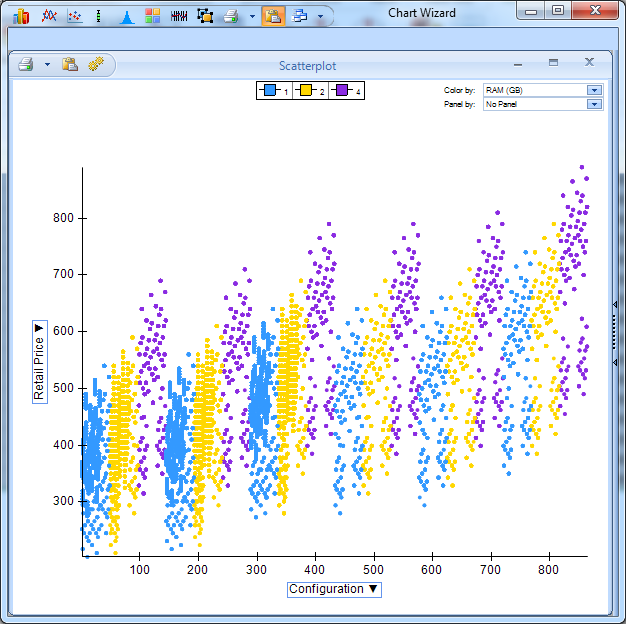 Chart Wizard
Scatterplot
1 2 4
Color by: RAM (GB)
Panel by: No Panel
800
700
600
500
400
300
Retail Price ▼
100 200 300 400 500 600 700 800
Configuration ▼